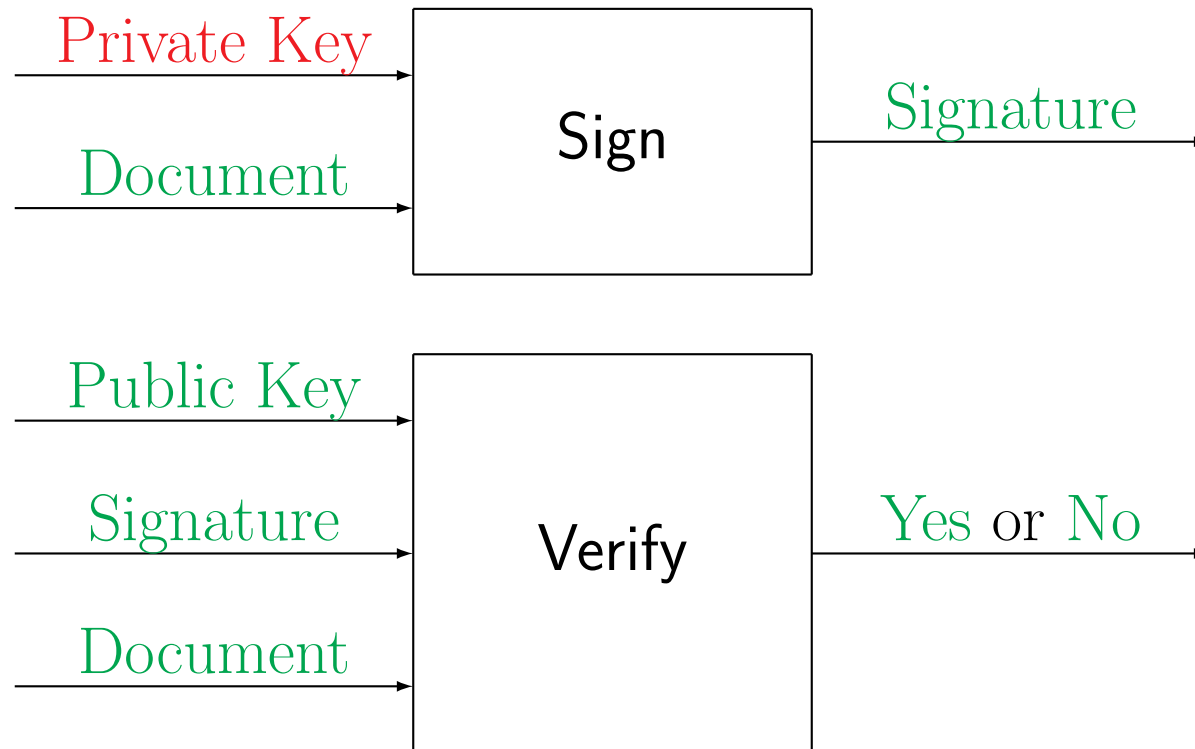 Private Key
Document
Sign
Signature
Public Key
Signature
Document
Verify
Yes or No